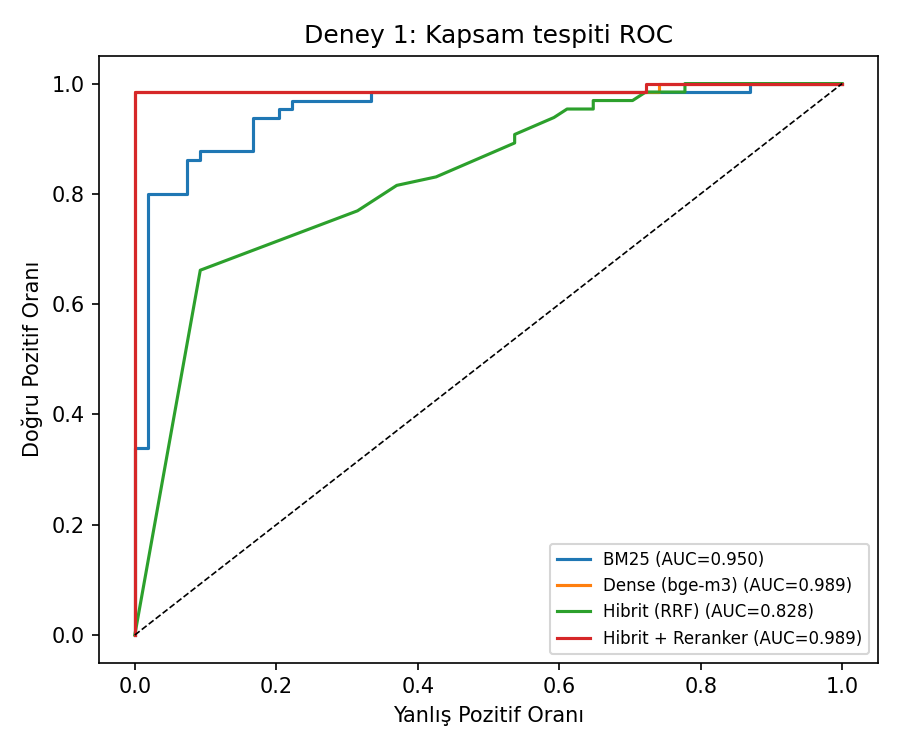 Deney 1: Kapsam tespiti ROC
Doğru Pozitif Oranı
1.0
0.8
0.6
0.4
0.2
0.0
BM25 (AUC=0.950)
Dense (bge-m3) (AUC=0.989)
Hibrit (RRF) (AUC=0.828)
Hibrit + Reranker (AUC=0.989)
0.0 0.2 0.4 0.6 0.8 1.0
Yanlış Pozitif Oranı